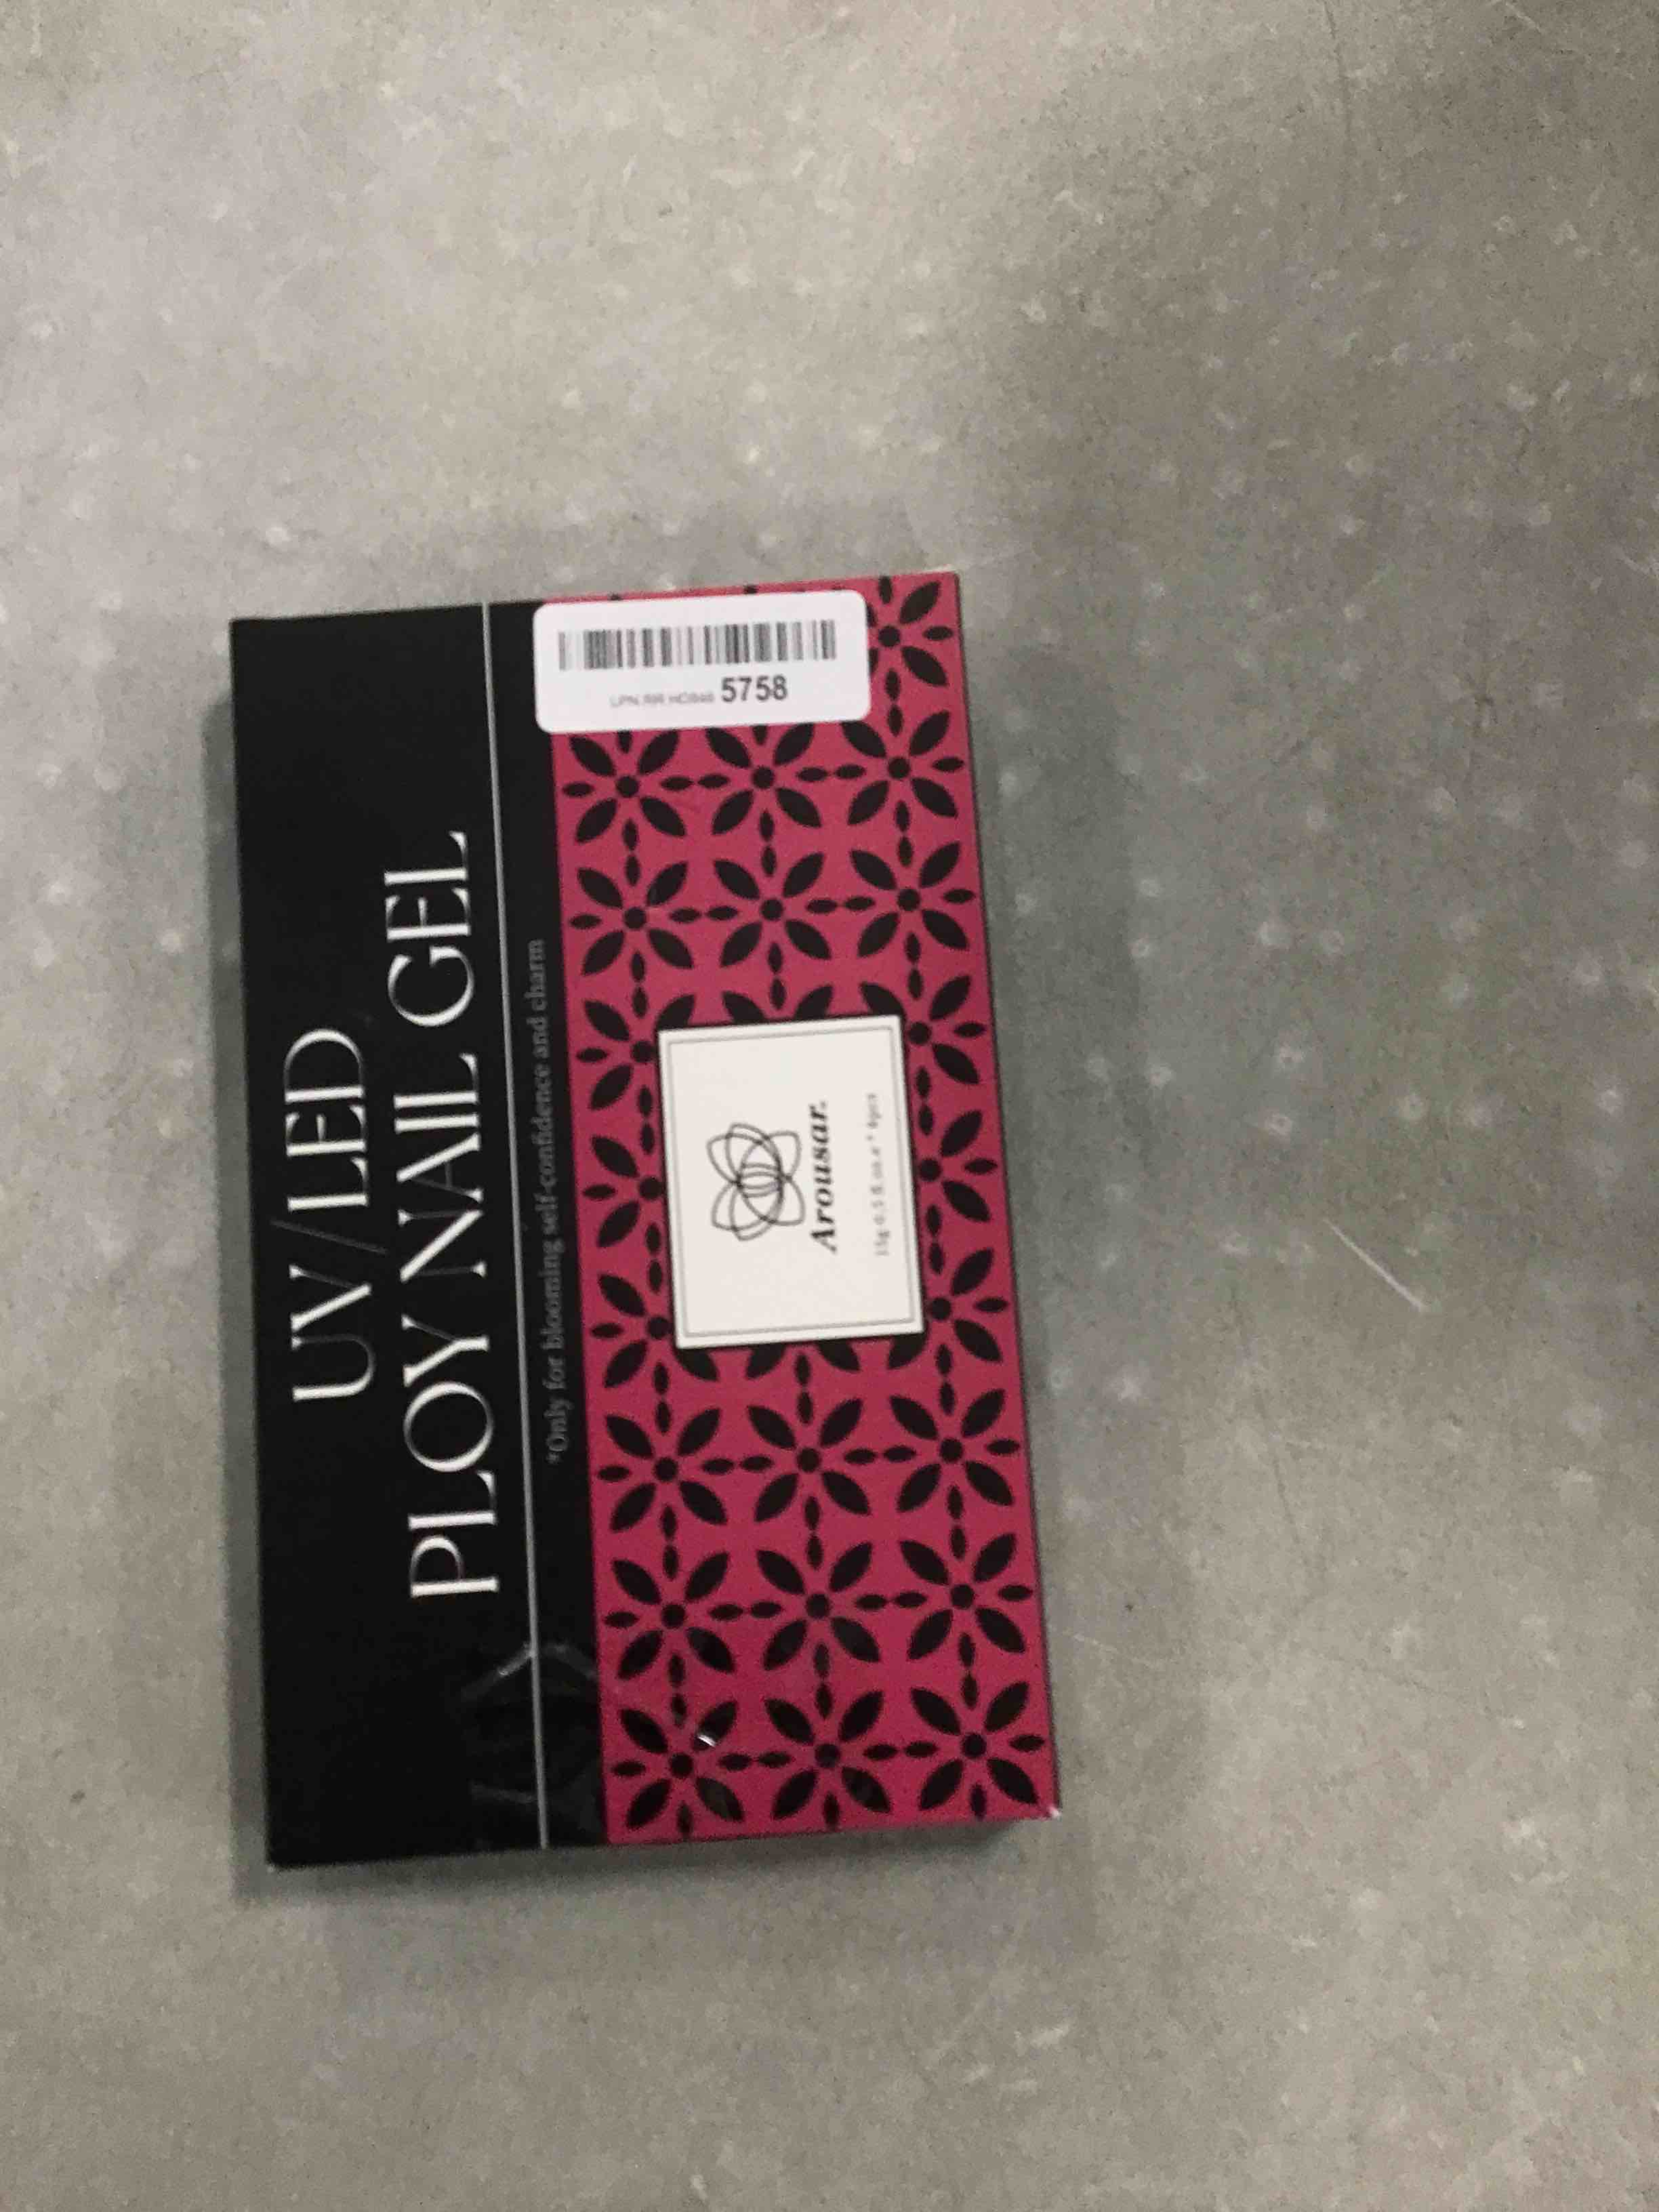 UV/LED
PLOY NAIL GEL
*Only for blooming self-confidence and charm
Arousar.
5758